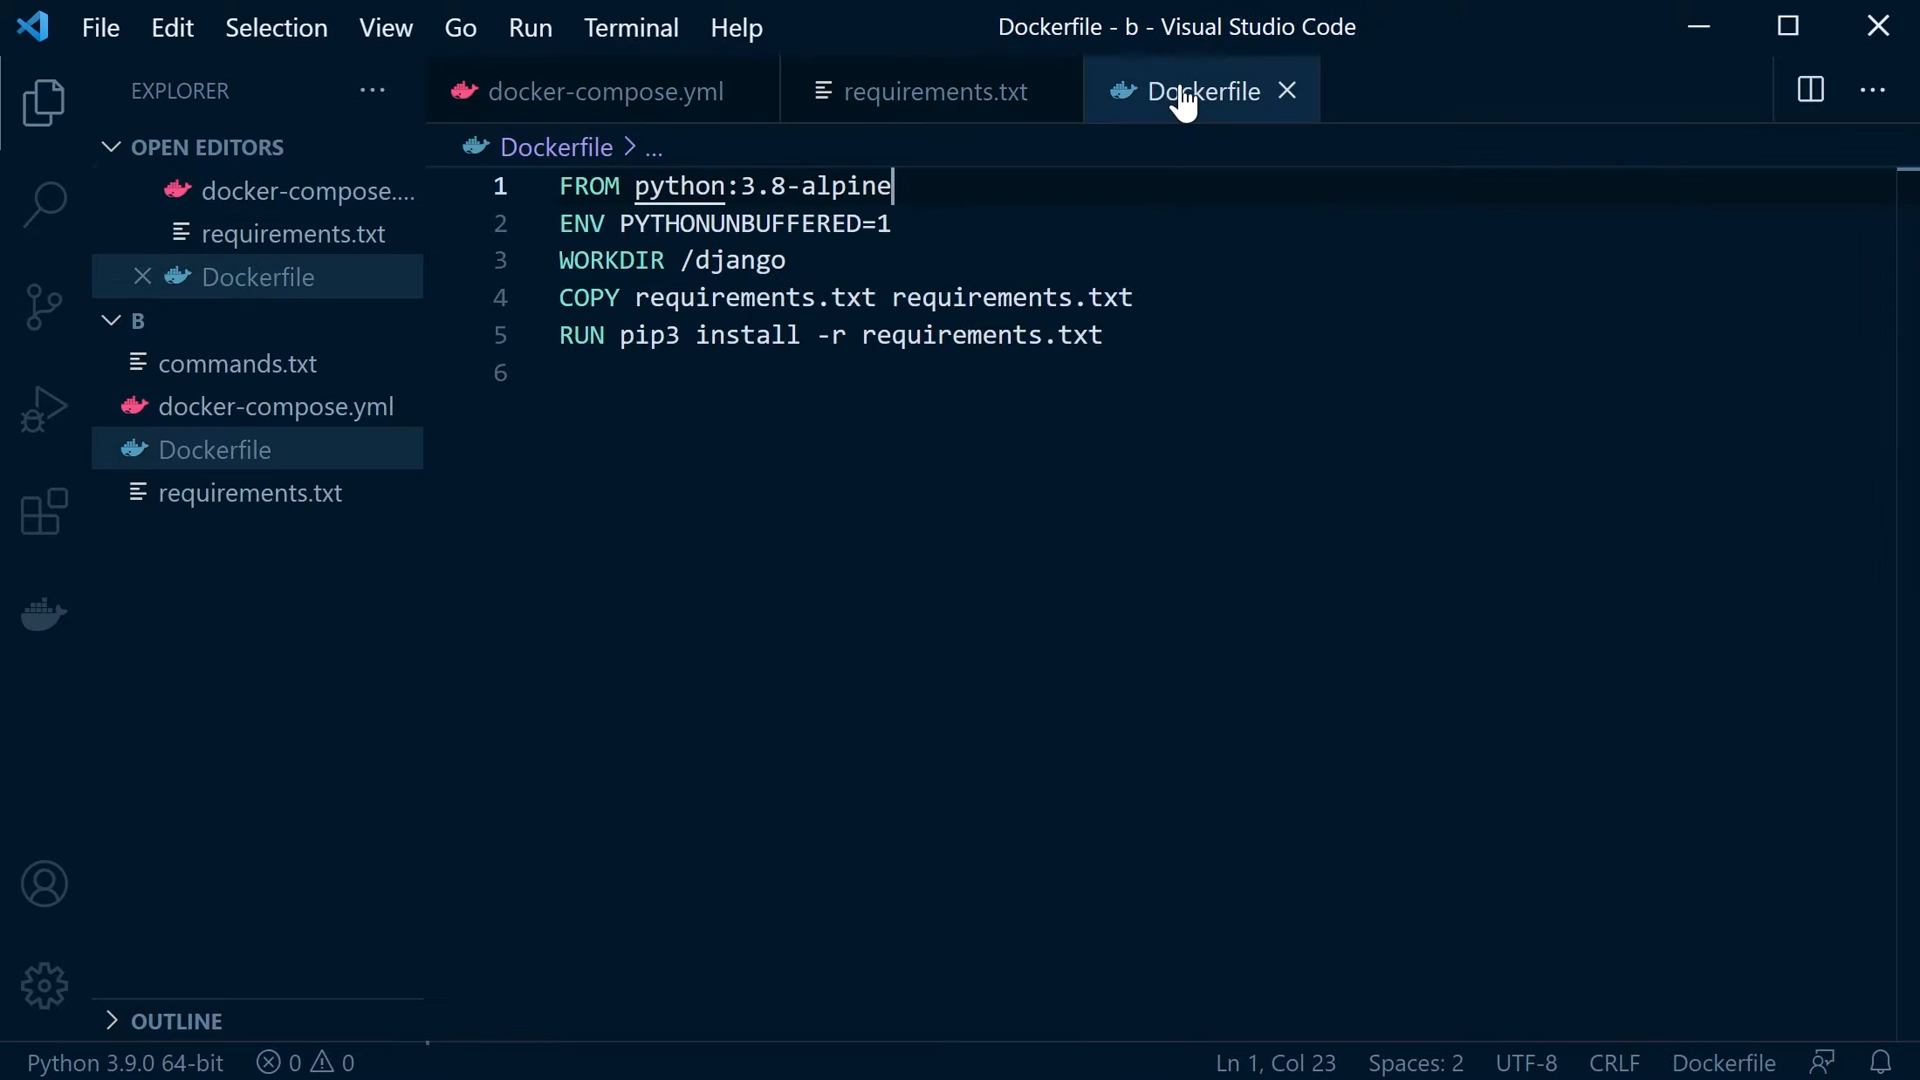 File Edit Selection View Go Run Terminal Help Dockerfile - b - Visual Studio Code
EXPLORER
docker-compose.yml requirements.txt Dockerfile
OPEN EDITORS
docker-compose....
requirements.txt
Dockerfile
B
commands.txt
docker-compose.yml
Dockerfile
requirements.txt
OUTLINE
Dockerfile > ...
1 FROM python:3.8-alpine
2 ENV PYTHONUNBUFFERED=1
3 WORKDIR /django
4 COPY requirements.txt requirements.txt
5 RUN pip3 install -r requirements.txt
6
Python 3.9.0 64-bit 0 0 Ln 1, Col 23 Spaces: 2 UTF-8 CRLF Dockerfile